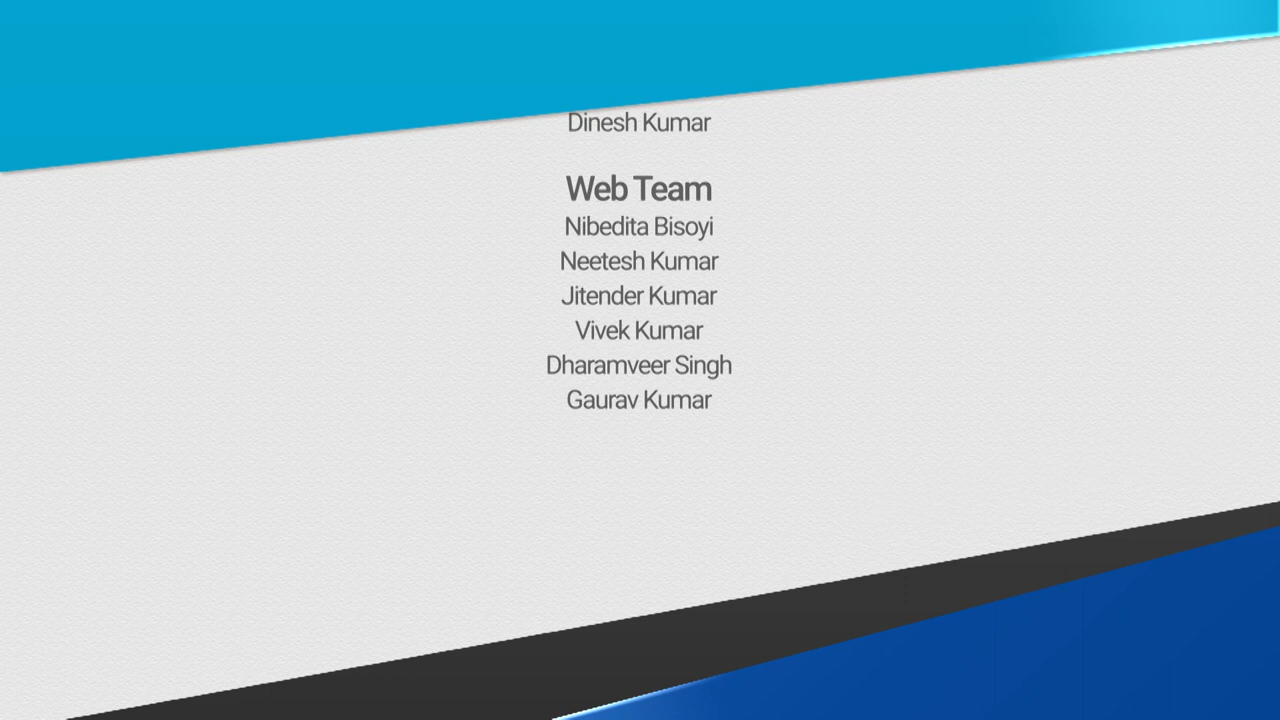 Dinesh Kumar
Web Team
Nibedita Bisoyi
Neetesh Kumar
Jitender Kumar
Vivek Kumar
Dharamveer Singh
Gaurav Kumar